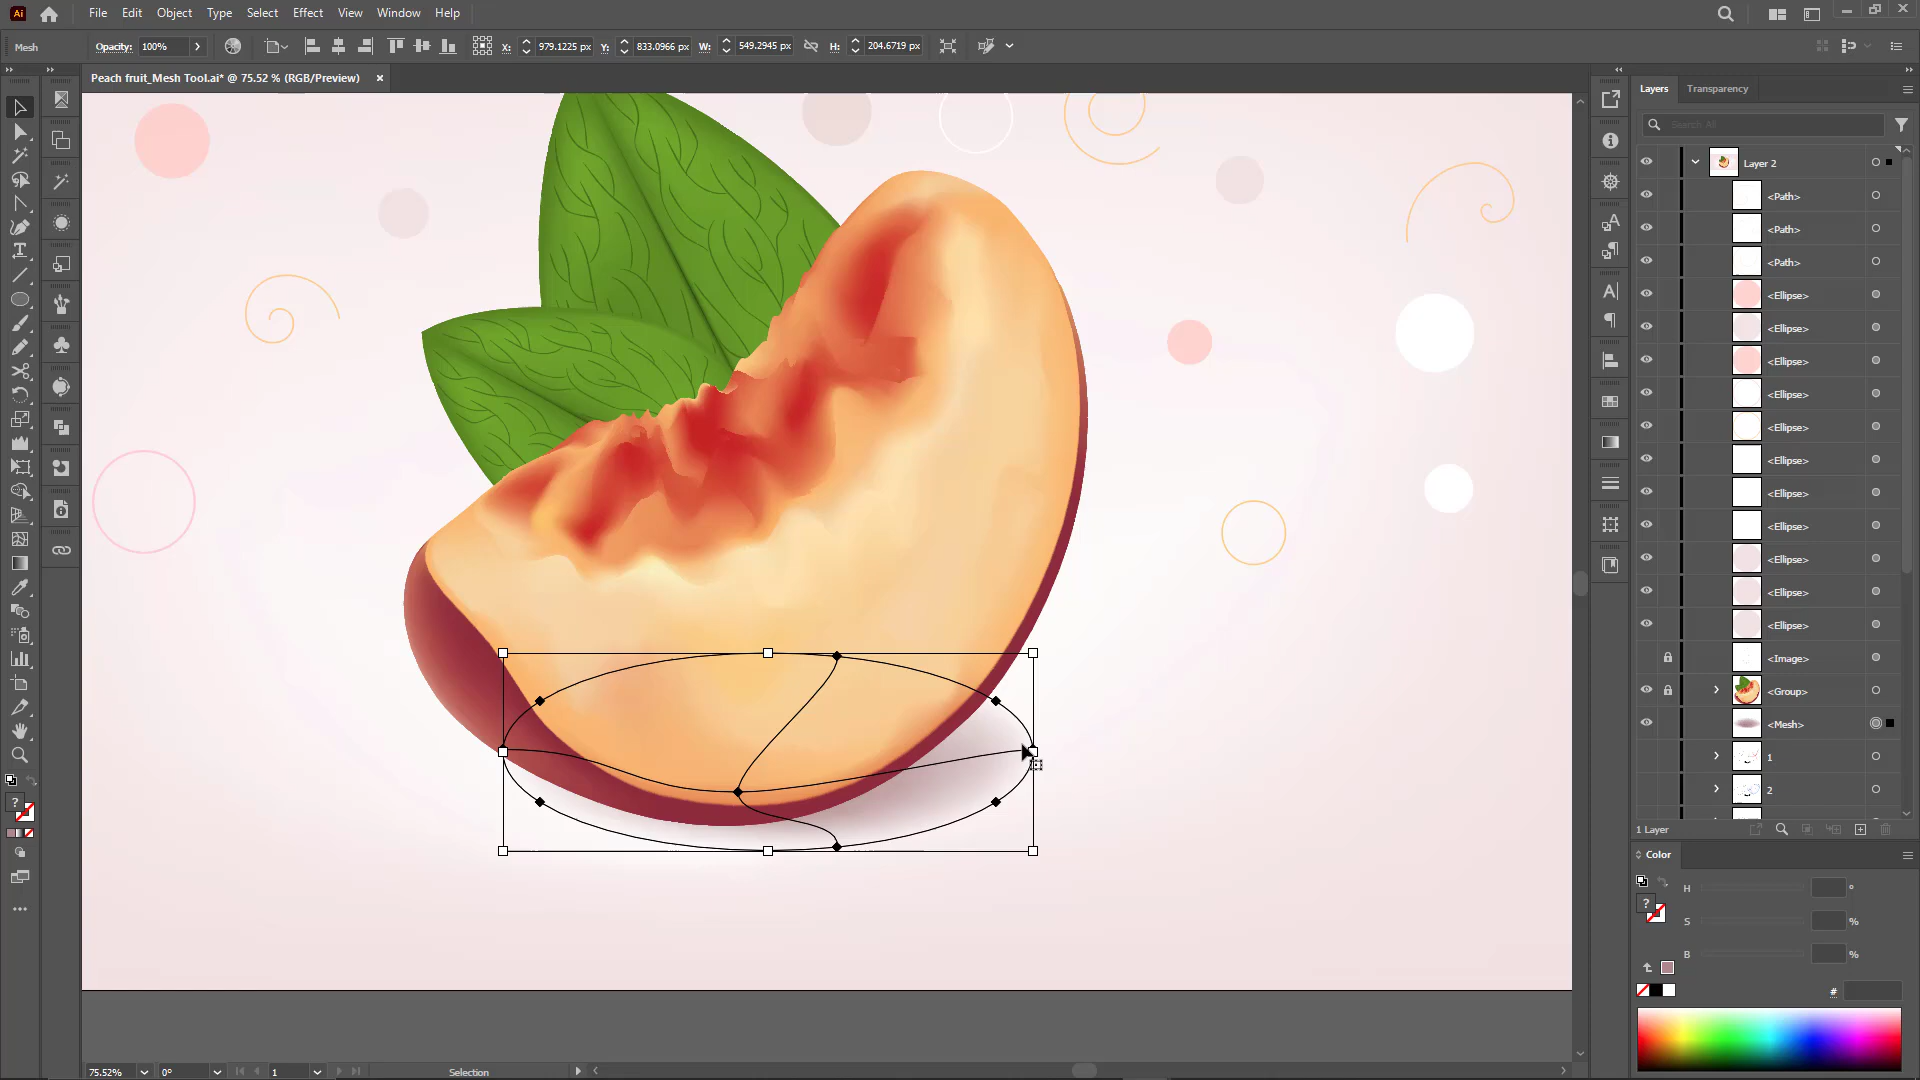 Ai File Edit Object Type Select Effect View Window Help
Mesh Opacity: 100% X: 979.1225 px Y: 833.0966 px W: 549.2945 px H: 204.6719 px
Peach fruit_Mesh Tool.ai* @ 75.52 % (RGB/Preview) ×
Layers Transparency
Search All
Layer 2
<Path>
<Path>
<Path>
<Ellipse>
<Ellipse>
<Ellipse>
<Ellipse>
<Ellipse>
<Ellipse>
<Ellipse>
<Ellipse>
<Ellipse>
<Ellipse>
<Ellipse>
<Image>
<Group>
<Mesh>
1
2
1 Layer
Color
H °
S %
B %
#
75.52% 0° 1 Selection